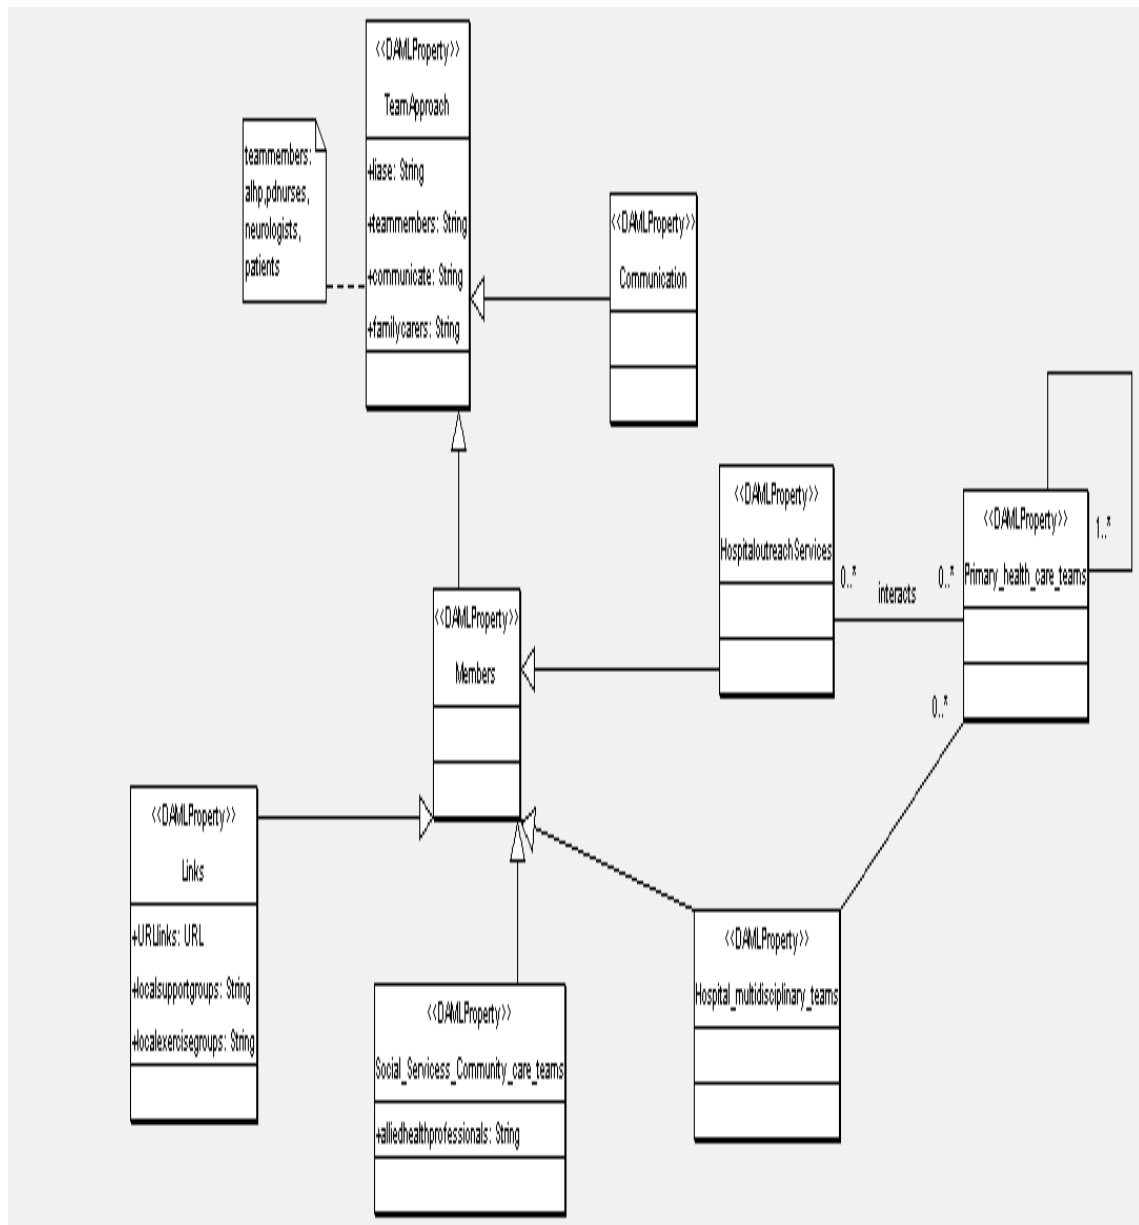 <<DAMLProperty>>
TeamApproach
+liase: String
+teammembers: String
+communicate: String
+familycarers: String
teammembers:
alhp,pdnurses,
neurologists,
patients
<<DAMLProperty>>
Communication
<<DAMLProperty>>
HospitaloutreachServices
0..*
interacts
0..*
<<DAMLProperty>>
Primary_health_care_teams
1..*
0..*
<<DAMLProperty>>
Members
<<DAMLProperty>>
Links
+URLlinks: URL
+localsupportgroups: String
+localexercisegroups: String
<<DAMLProperty>>
Social_Servicess_Community_care_teams
+alliedhealthprofessionals: String
<<DAMLProperty>>
Hospital_multidisciplinary_teams